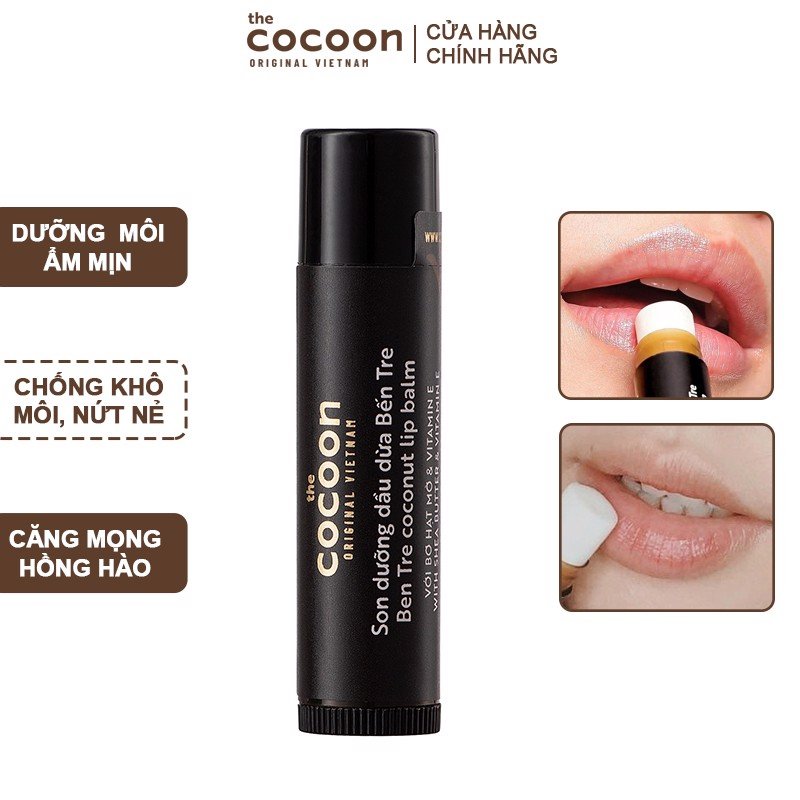 the
cocoon
ORIGINAL VIETNAM
CỬA HÀNG
CHÍNH HÃNG
DƯỠNG MÔI
ẨM MỊN
CHỐNG KHÔ
MÔI, NỨT NẺ
CĂNG MỌNG
HỒNG HÀO
WWW
the
cocoon
ORIGINAL VIETNAM
Son dưỡng dầu dừa Bến Tre
Ben Tre coconut lip balm
VỚI BƠ HẠT MỠ & VITAMIN E
WITH SHEA BUTTER & VITAMIN E